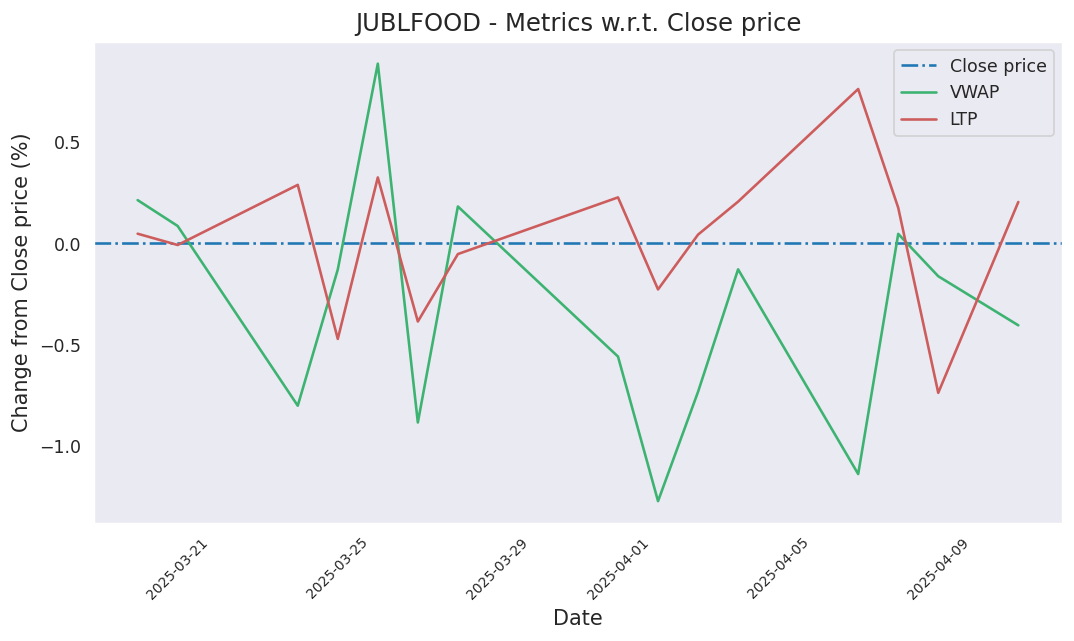 JUBLFOOD - Metrics w.r.t. Close price
Close price
VWAP
LTP
Change from Close price (%)
0.5
0.0
−0.5
−1.0
2025-03-21
2025-03-25
2025-03-29
2025-04-01
2025-04-05
2025-04-09
Date